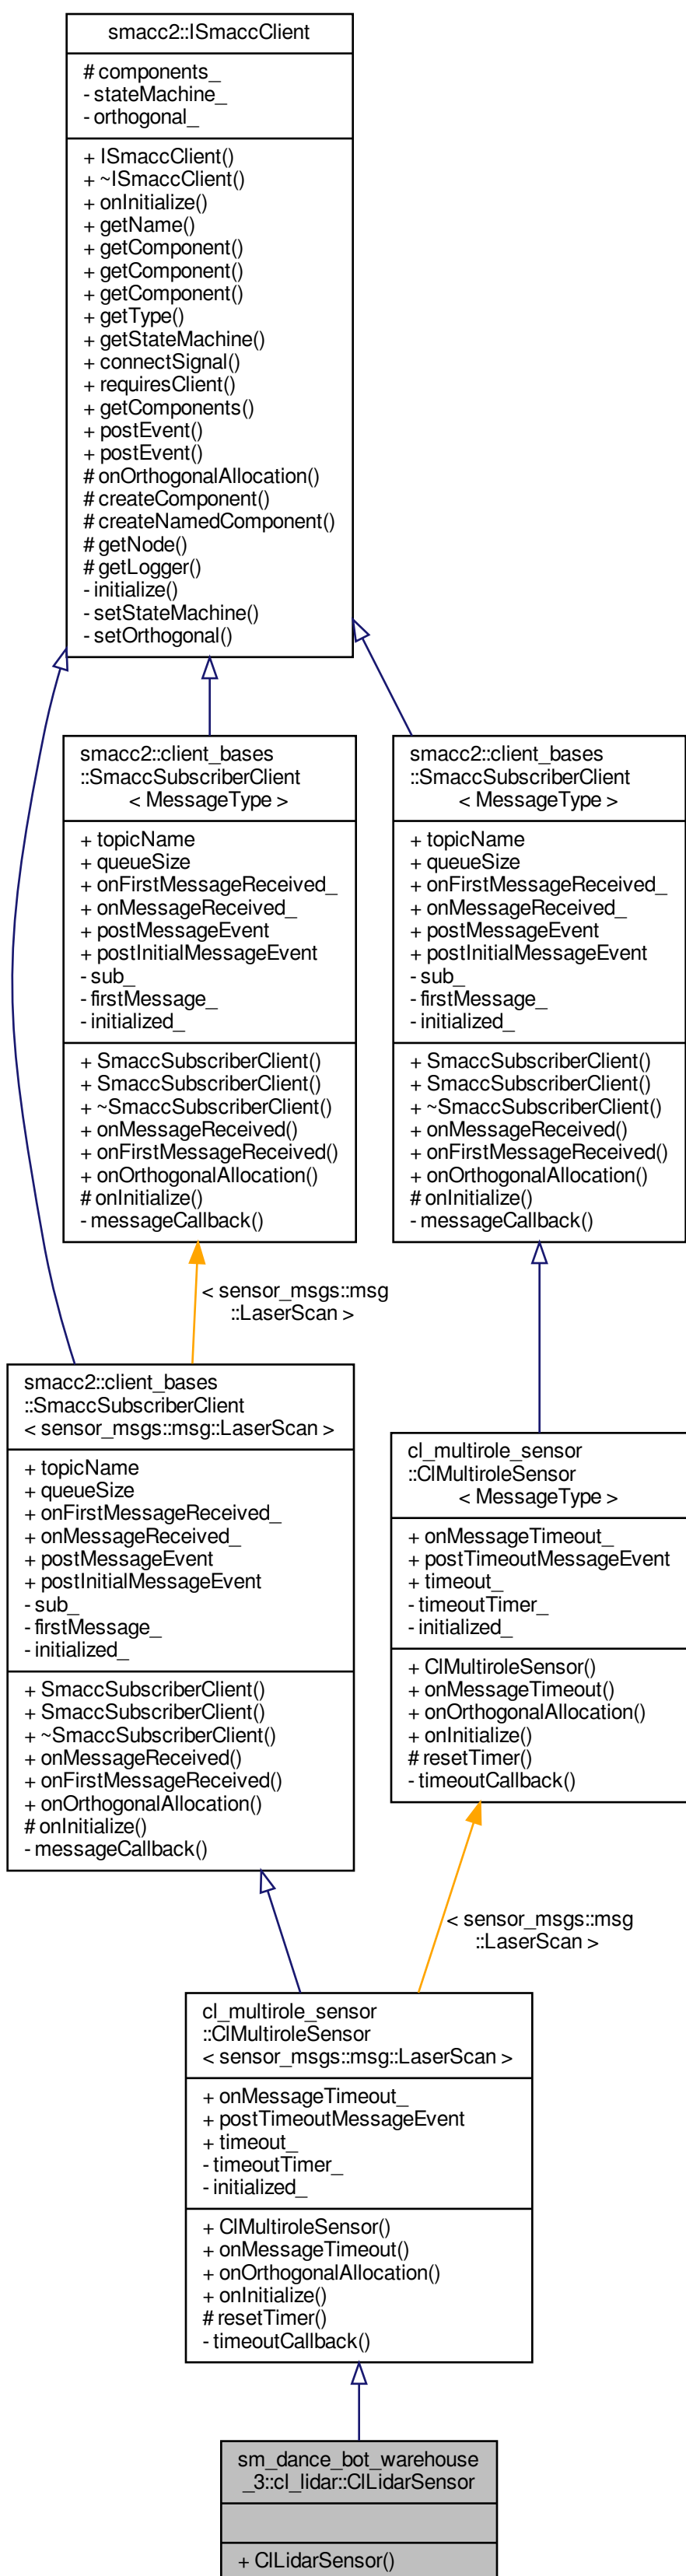 smacc2::ISmaccClient
# components_
- stateMachine_
- orthogonal_
+ ISmaccClient()
+ ~ISmaccClient()
+ onInitialize()
+ getName()
+ getComponent()
+ getComponent()
+ getComponent()
+ getType()
+ getStateMachine()
+ connectSignal()
+ requiresClient()
+ getComponents()
+ postEvent()
+ postEvent()
# onOrthogonalAllocation()
# createComponent()
# createNamedComponent()
# getNode()
# getLogger()
- initialize()
- setStateMachine()
- setOrthogonal()
smacc2::client_bases
::SmaccSubscriberClient
< MessageType >
+ topicName
+ queueSize
+ onFirstMessageReceived_
+ onMessageReceived_
+ postMessageEvent
+ postInitialMessageEvent
- sub_
- firstMessage_
- initialized_
+ SmaccSubscriberClient()
+ SmaccSubscriberClient()
+ ~SmaccSubscriberClient()
+ onMessageReceived()
+ onFirstMessageReceived()
+ onOrthogonalAllocation()
# onInitialize()
- messageCallback()
smacc2::client_bases
::SmaccSubscriberClient
< MessageType >
+ topicName
+ queueSize
+ onFirstMessageReceived_
+ onMessageReceived_
+ postMessageEvent
+ postInitialMessageEvent
- sub_
- firstMessage_
- initialized_
+ SmaccSubscriberClient()
+ SmaccSubscriberClient()
+ ~SmaccSubscriberClient()
+ onMessageReceived()
+ onFirstMessageReceived()
+ onOrthogonalAllocation()
# onInitialize()
- messageCallback()
< sensor_msgs::msg
::LaserScan >
smacc2::client_bases
::SmaccSubscriberClient
< sensor_msgs::msg::LaserScan >
+ topicName
+ queueSize
+ onFirstMessageReceived_
+ onMessageReceived_
+ postMessageEvent
+ postInitialMessageEvent
- sub_
- firstMessage_
- initialized_
+ SmaccSubscriberClient()
+ SmaccSubscriberClient()
+ ~SmaccSubscriberClient()
+ onMessageReceived()
+ onFirstMessageReceived()
+ onOrthogonalAllocation()
# onInitialize()
- messageCallback()
cl_multirole_sensor
::ClMultiroleSensor
< MessageType >
+ onMessageTimeout_
+ postTimeoutMessageEvent
+ timeout_
- timeoutTimer_
- initialized_
+ ClMultiroleSensor()
+ onMessageTimeout()
+ onOrthogonalAllocation()
+ onInitialize()
# resetTimer()
- timeoutCallback()
< sensor_msgs::msg
::LaserScan >
cl_multirole_sensor
::ClMultiroleSensor
< sensor_msgs::msg::LaserScan >
+ onMessageTimeout_
+ postTimeoutMessageEvent
+ timeout_
- timeoutTimer_
- initialized_
+ ClMultiroleSensor()
+ onMessageTimeout()
+ onOrthogonalAllocation()
+ onInitialize()
# resetTimer()
- timeoutCallback()
sm_dance_bot_warehouse
_3::cl_lidar::ClLidarSensor
+ ClLidarSensor()